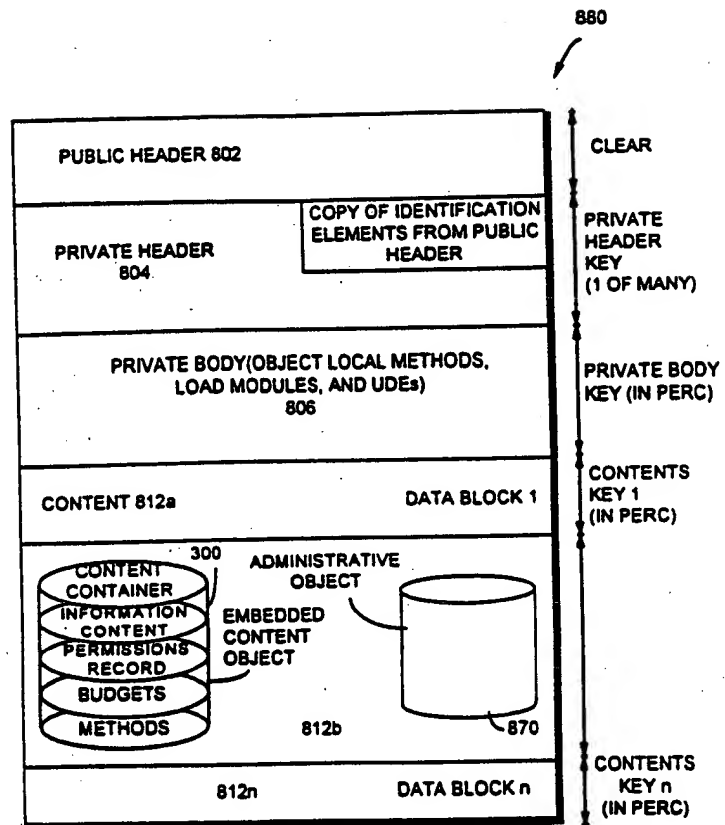 880
PUBLIC HEADER 802
CLEAR
COPY OF IDENTIFICATION
ELEMENTS FROM PUBLIC
HEADER
PRIVATE HEADER
804
PRIVATE
HEADER
KEY
(1 OF MANY)
PRIVATE BODY(OBJECT LOCAL METHODS,
LOAD MODULES, AND UDEs)
806
PRIVATE BODY
KEY (IN PERC)
CONTENT 812a
DATA BLOCK 1
CONTENTS
KEY 1
(IN PERC)
300
CONTENT
CONTAINER
INFORMATION
CONTENT
PERMISSIONS
RECORD
BUDGETS
METHODS
EMBEDDED
CONTENT
OBJECT
ADMINISTRATIVE
OBJECT
870
812b
812n
DATA BLOCK n
CONTENTS
KEY n
(IN PERC)